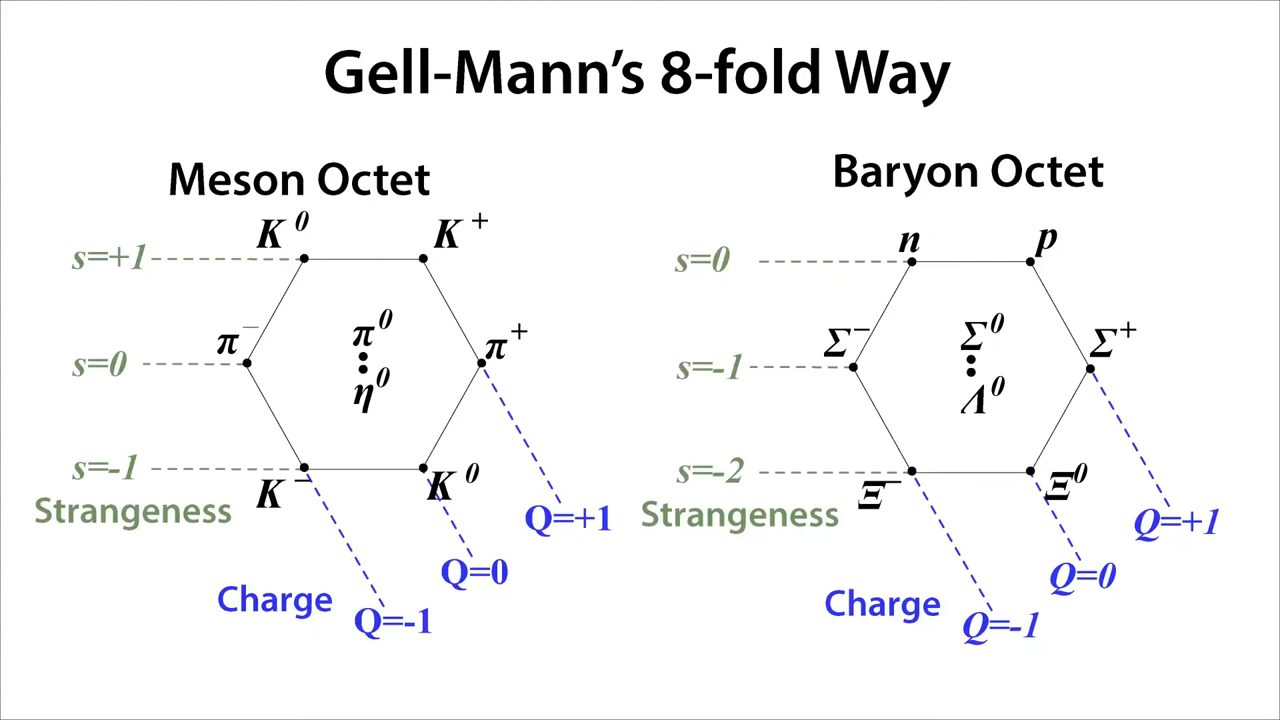 Gell-Mann’s 8-fold Way
Meson Octet
K⁰ K⁺
s=+1
π⁰
π⁻ π⁺
s=0
η⁰
s=-1
K⁻ K⁰
Strangeness
Q=+1
Q=0
Charge
Q=-1
Baryon Octet
n p
s=0
Σ⁰
Σ⁻ Σ⁺
s=-1
Λ⁰
s=-2
Ξ⁻ Ξ⁰
Strangeness
Q=+1
Q=0
Charge
Q=-1